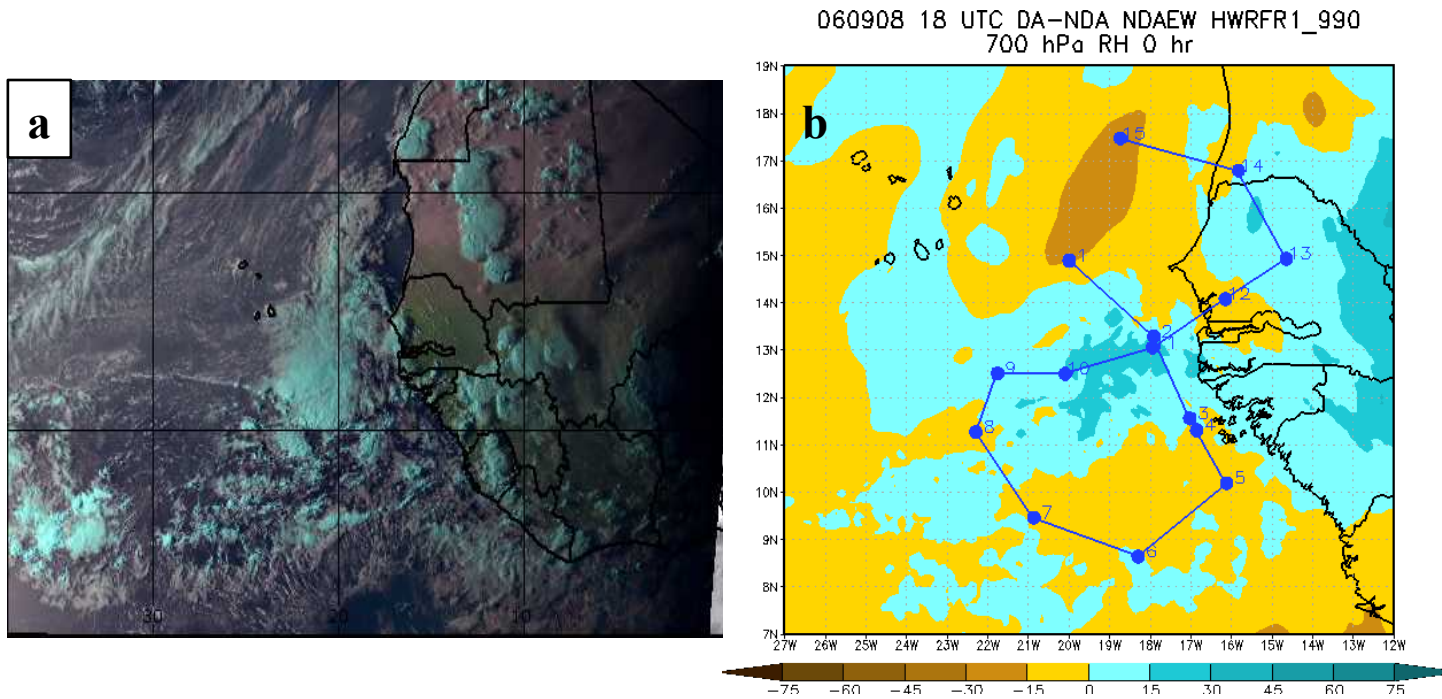 060908 18 UTC DA-NDA NDAEW HWRFR1_990
700 hPa RH 0 hr
a
b
19N
18N
17N
16N
15N
14N
13N
12N
11N
10N
9N
8N
7N
15
14
1
13
12
2
1
9
10
3
4
8
5
7
6
30
20
10
27W 26W 25W 24W 23W 22W 21W 20W 19W 18W 17W 16W 15W 14W 13W 12W
-75 -60 -45 -30 -15 0 15 30 45 60 75